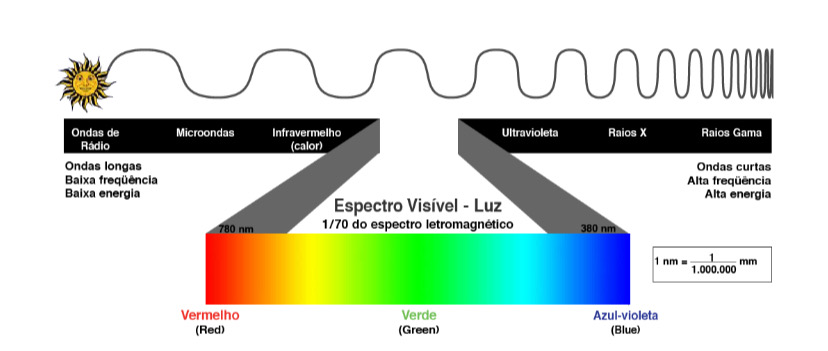 Ondas de
Rádio
Microondas
Infravermelho
(calor)
Ultravioleta
Raios X
Raios Gama
Ondas longas
Baixa freqüência
Baixa energia
Ondas curtas
Alta freqüência
Alta energia
Espectro Visível - Luz
1/70 do espectro letromagnético
780 nm
380 nm
1 nm = 1 mm
1.000.000
Vermelho
(Red)
Verde
(Green)
Azul-violeta
(Blue)